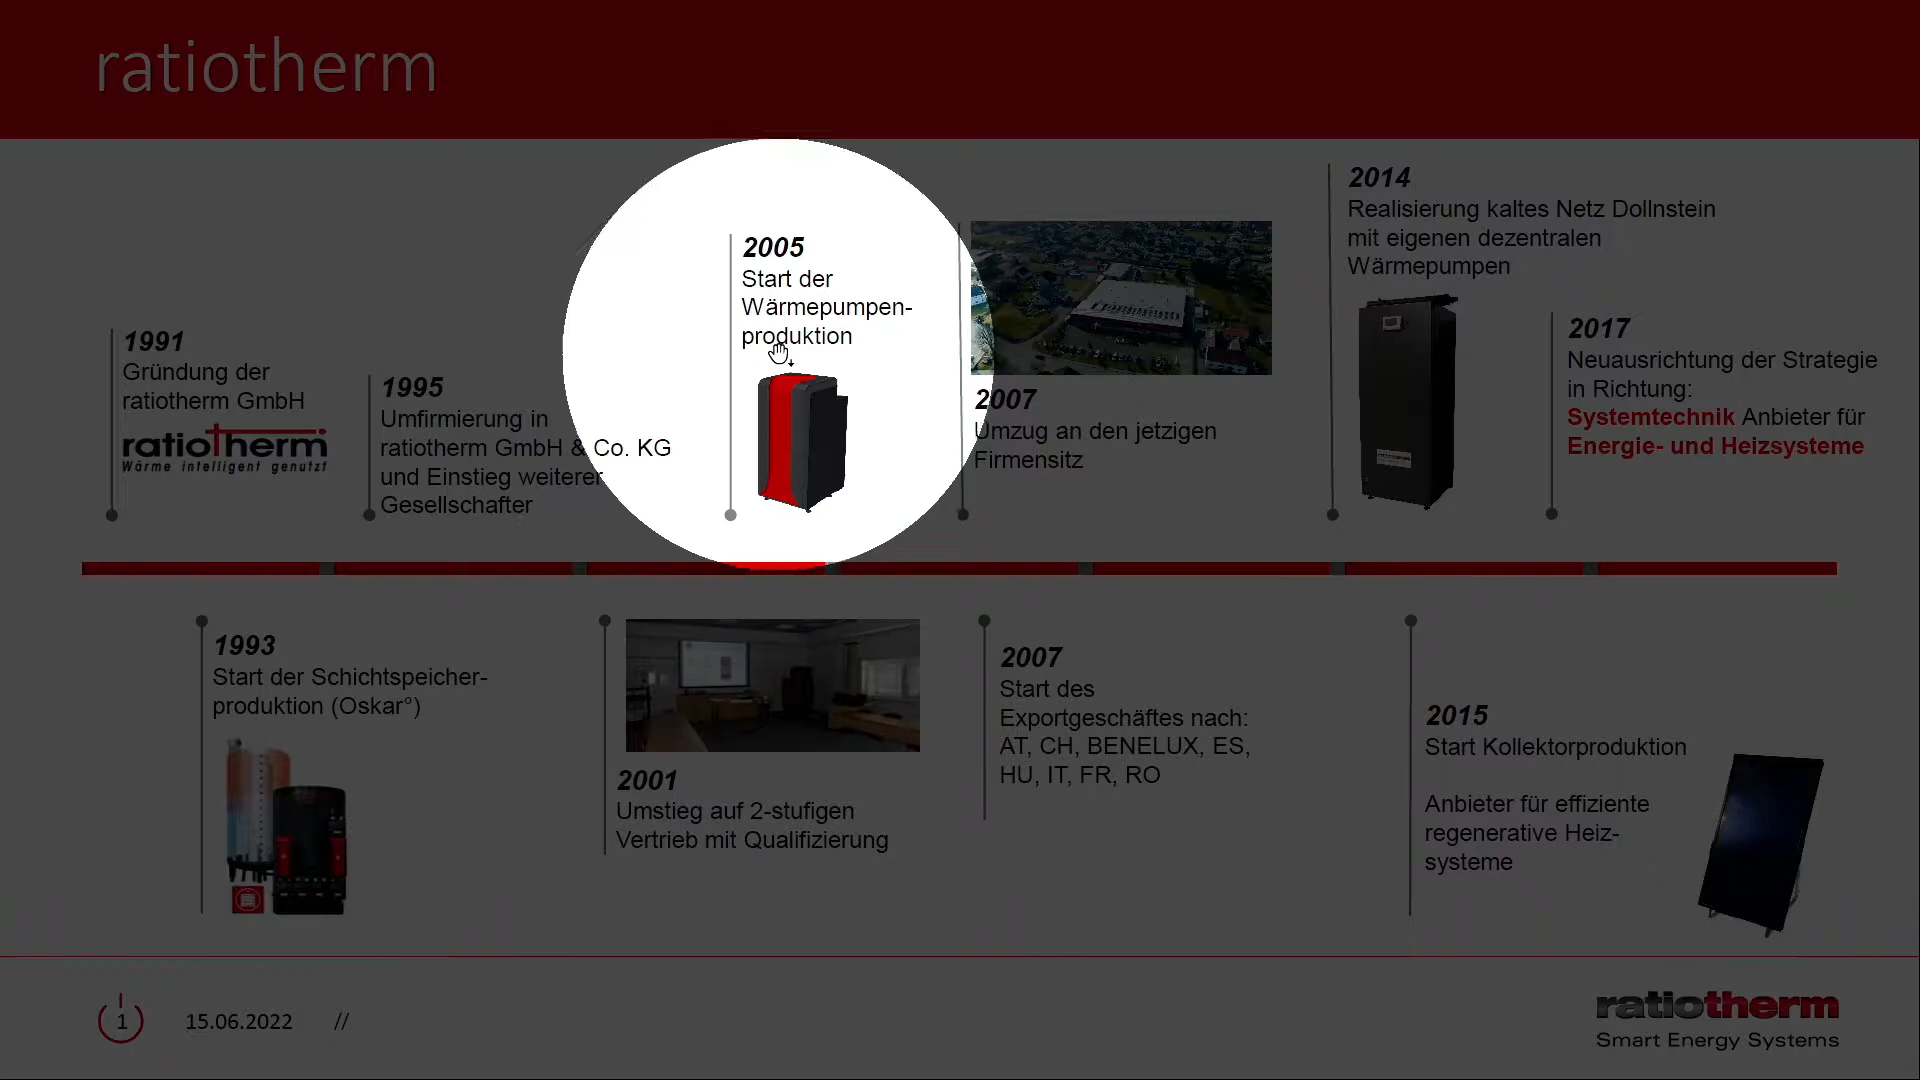 ratiotherm
1991
Gründung der
ratiotherm GmbH
ratiotherm
Wärme intelligent genutzt
1995
Umfirmierung in
ratiotherm GmbH & Co. KG
und Einstieg weiterer
Gesellschafter
2005
Start der
Wärmepumpen-
produktion
2007
Umzug an den jetzigen
Firmensitz
2014
Realisierung kaltes Netz Dollnstein
mit eigenen dezentralen
Wärmepumpen
2017
Neuausrichtung der Strategie
in Richtung:
Systemtechnik Anbieter für
Energie- und Heizsysteme
1993
Start der Schichtspeicher-
produktion (Oskar°)
2001
Umstieg auf 2-stufigen
Vertrieb mit Qualifizierung
2007
Start des
Exportgeschäftes nach:
AT, CH, BENELUX, ES,
HU, IT, FR, RO
2015
Start Kollektorproduktion
Anbieter für effiziente
regenerative Heiz-
systeme
1
15.06.2022 //
ratiotherm
Smart Energy Systems